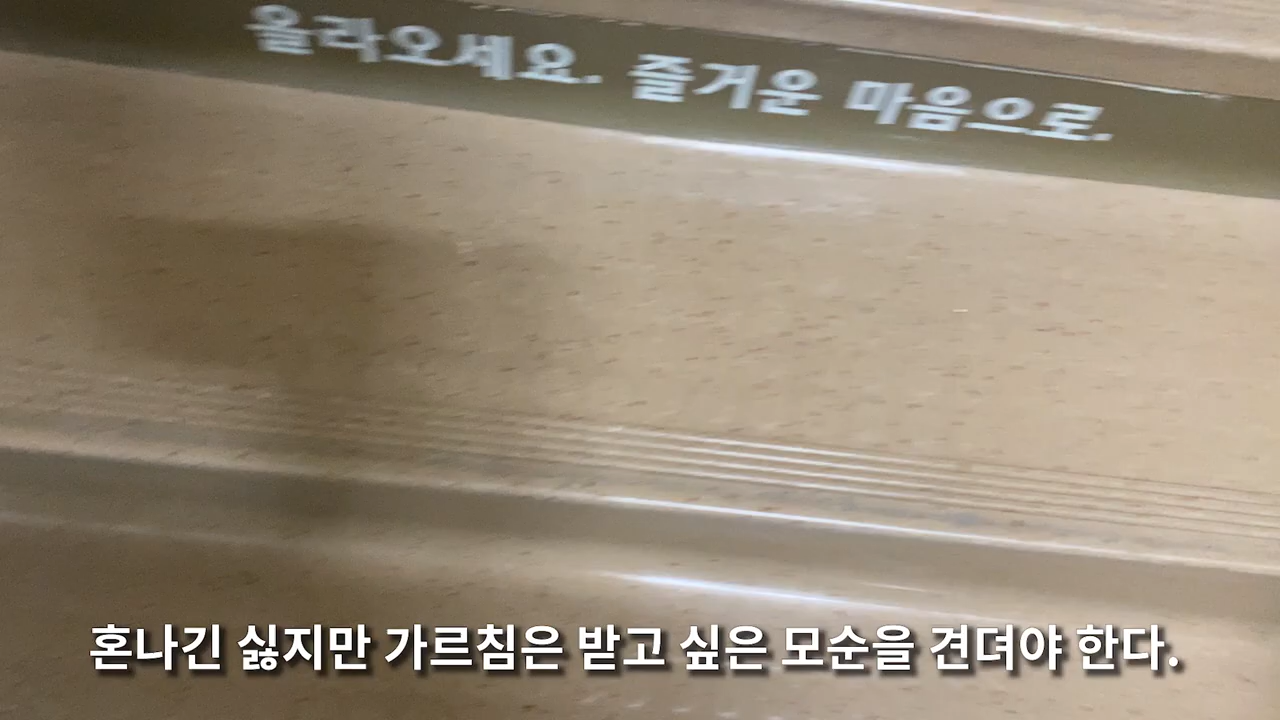 올라오세요. 즐거운 마음으로.
혼나긴 싫지만 가르침은 받고 싶은 모순을 견뎌야 한다.